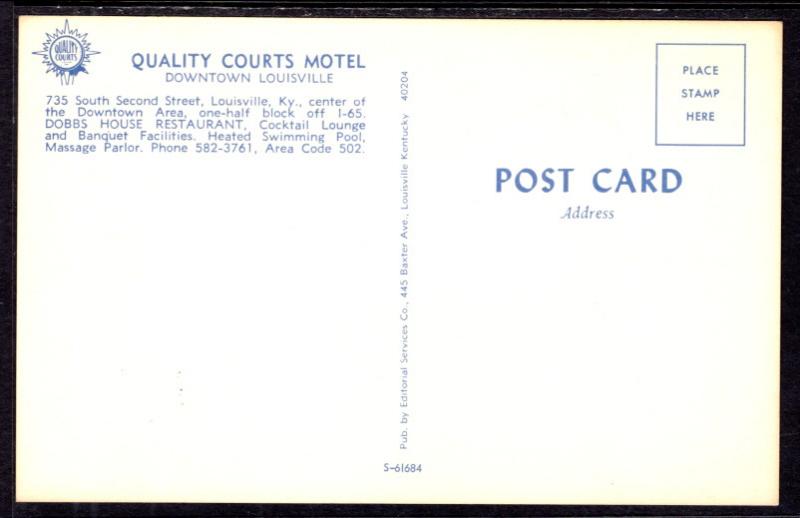 QUALITY
COURTS
QUALITY COURTS MOTEL
DOWNTOWN LOUISVILLE
735 South Second Street, Louisville, Ky., center of
the Downtown Area, one-half block off I-65.
DOBBS HOUSE RESTAURANT, Cocktail Lounge
and Banquet Facilities. Heated Swimming Pool,
Massage Parlor. Phone 582-3761, Area Code 502.
Pub. by Editorial Services Co., 445 Baxter Ave., Louisville Kentucky 40204
S-61684
PLACE
STAMP
HERE
POST CARD
Address